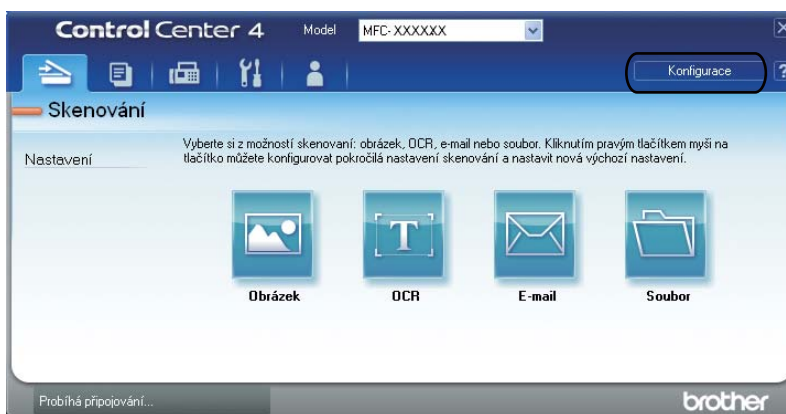 Control Center 4 Model MFC- XXXXXX
Konfigurace ?
Skenování
Nastavení
Vyberte si z možností skenovaní: obrázek, OCR, e-mail nebo soubor. Kliknutím pravým tlačítkem myši na
tlačítko můžete konfigurovat pokročilá nastavení skenování a nastavit nová výchozí nastavení.
T
Obrázek OCR E-mail Soubor
Probíhá připojování...
brother